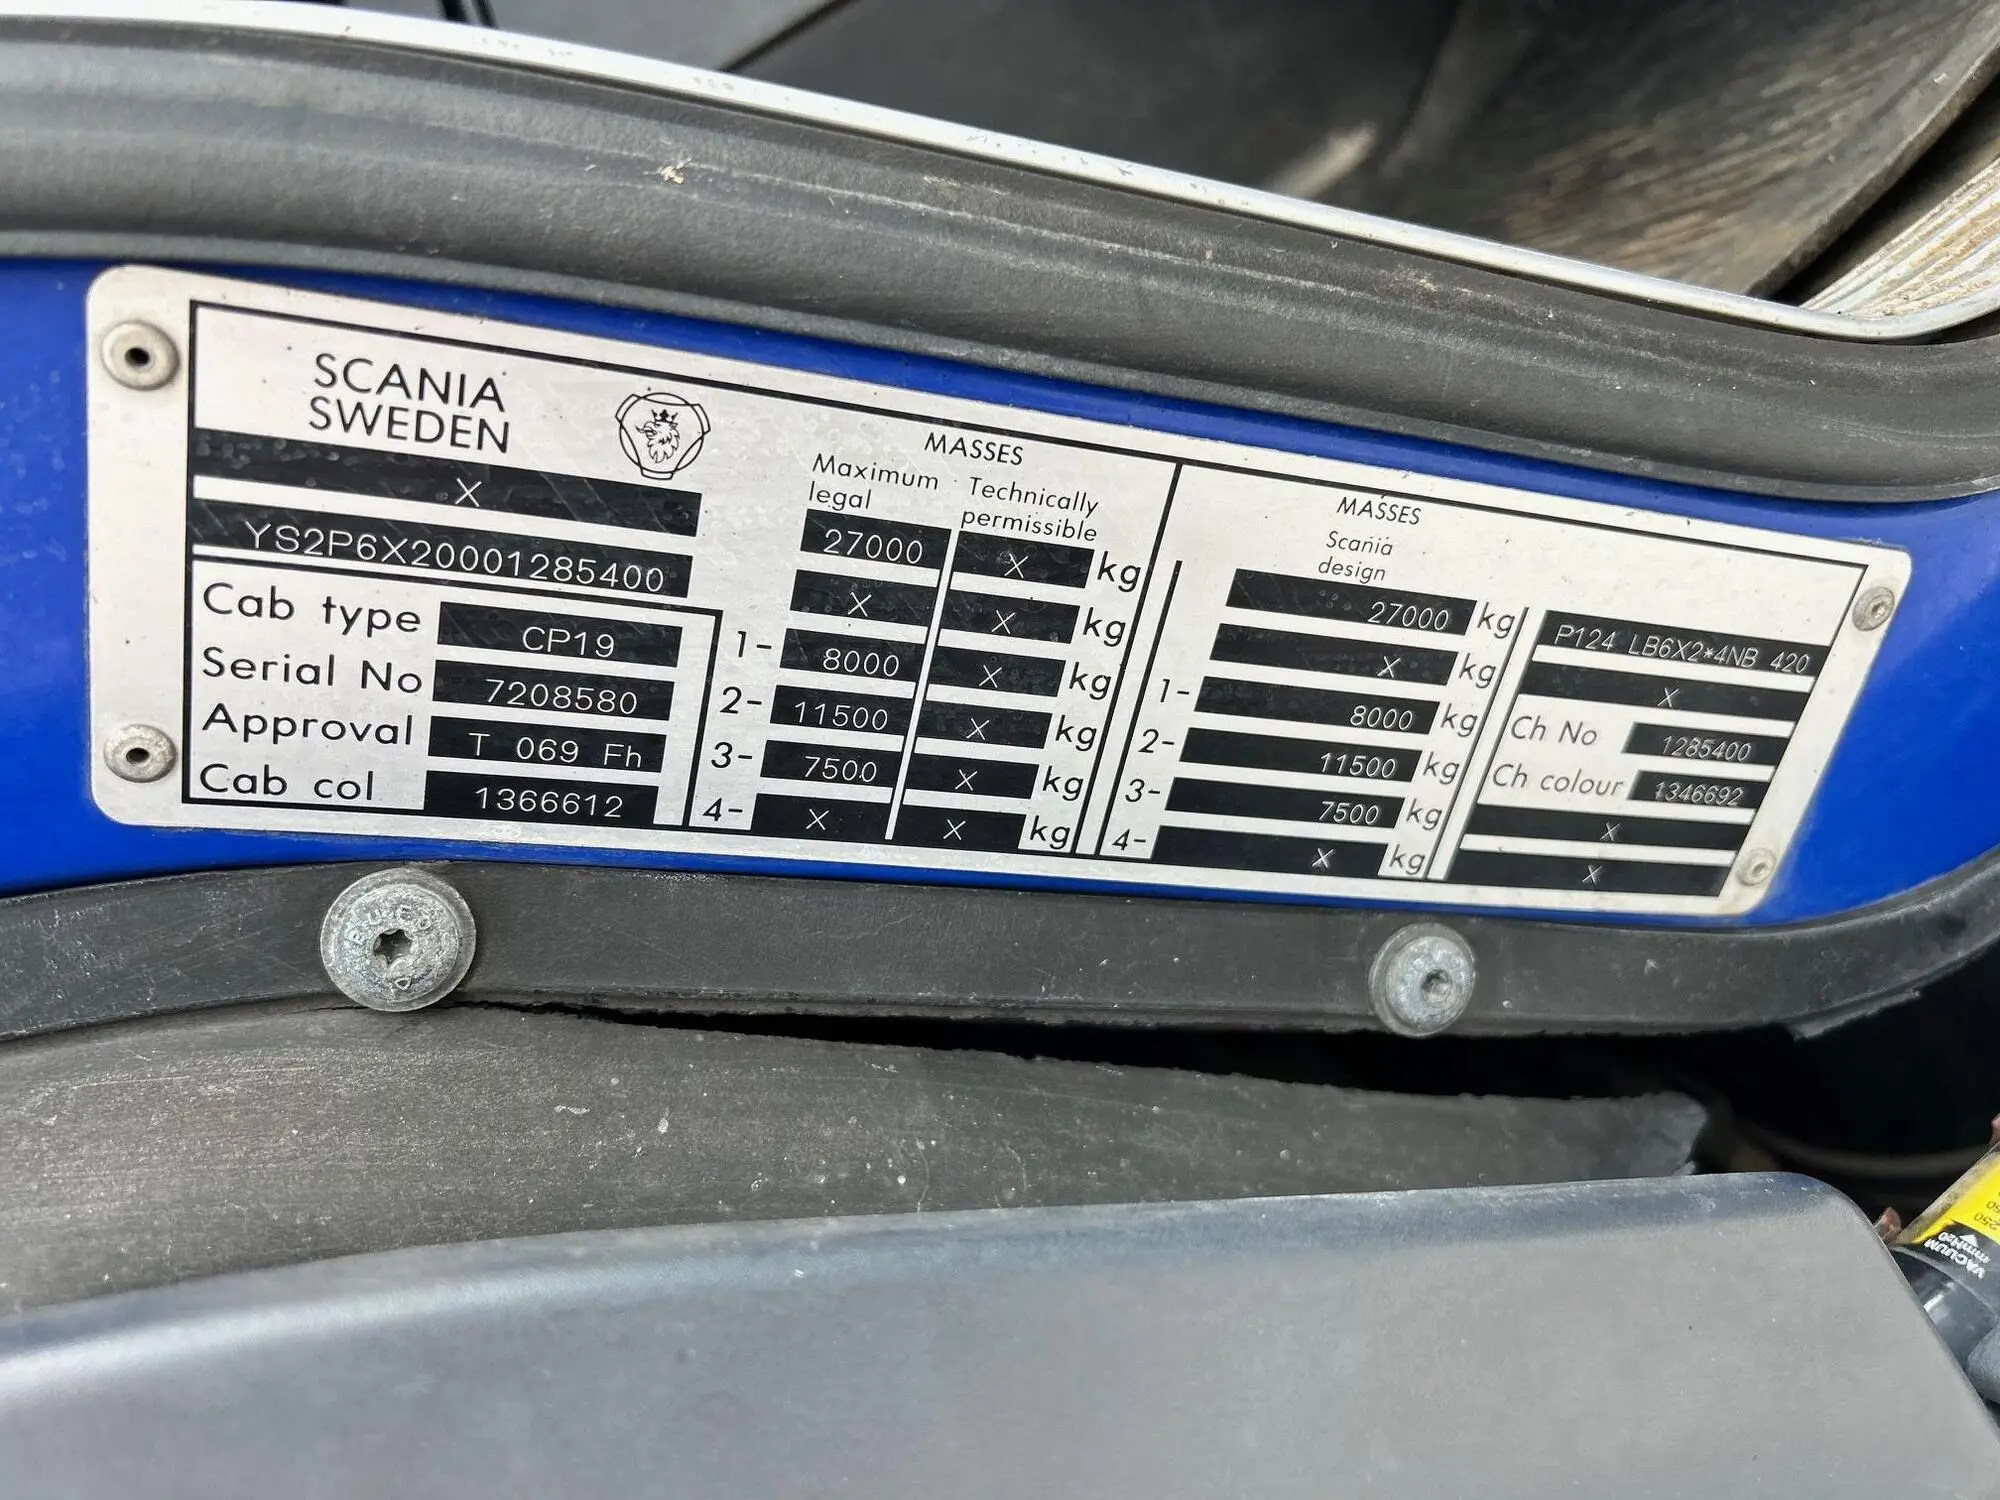 SCANIA
SWEDEN
X
YS2P6X20001285400
Cab type CP19
Serial No 7208580
Approval T 069 Fh
Cab col 1366612
MASSES
Maximum legal Technically permissible
27000 X kg
X X kg
1- 8000 X kg
2- 11500 X kg
3- 7500 X kg
4- X X kg
MASSES
Scania
design
27000 kg
X kg
1- 8000 kg
2- 11500 kg
3- 7500 kg
4- X kg
P124 LB6X2*4NB 420
X
Ch No 1285400
Ch colour 1346692
X
X
250
VACUUM
mmH20